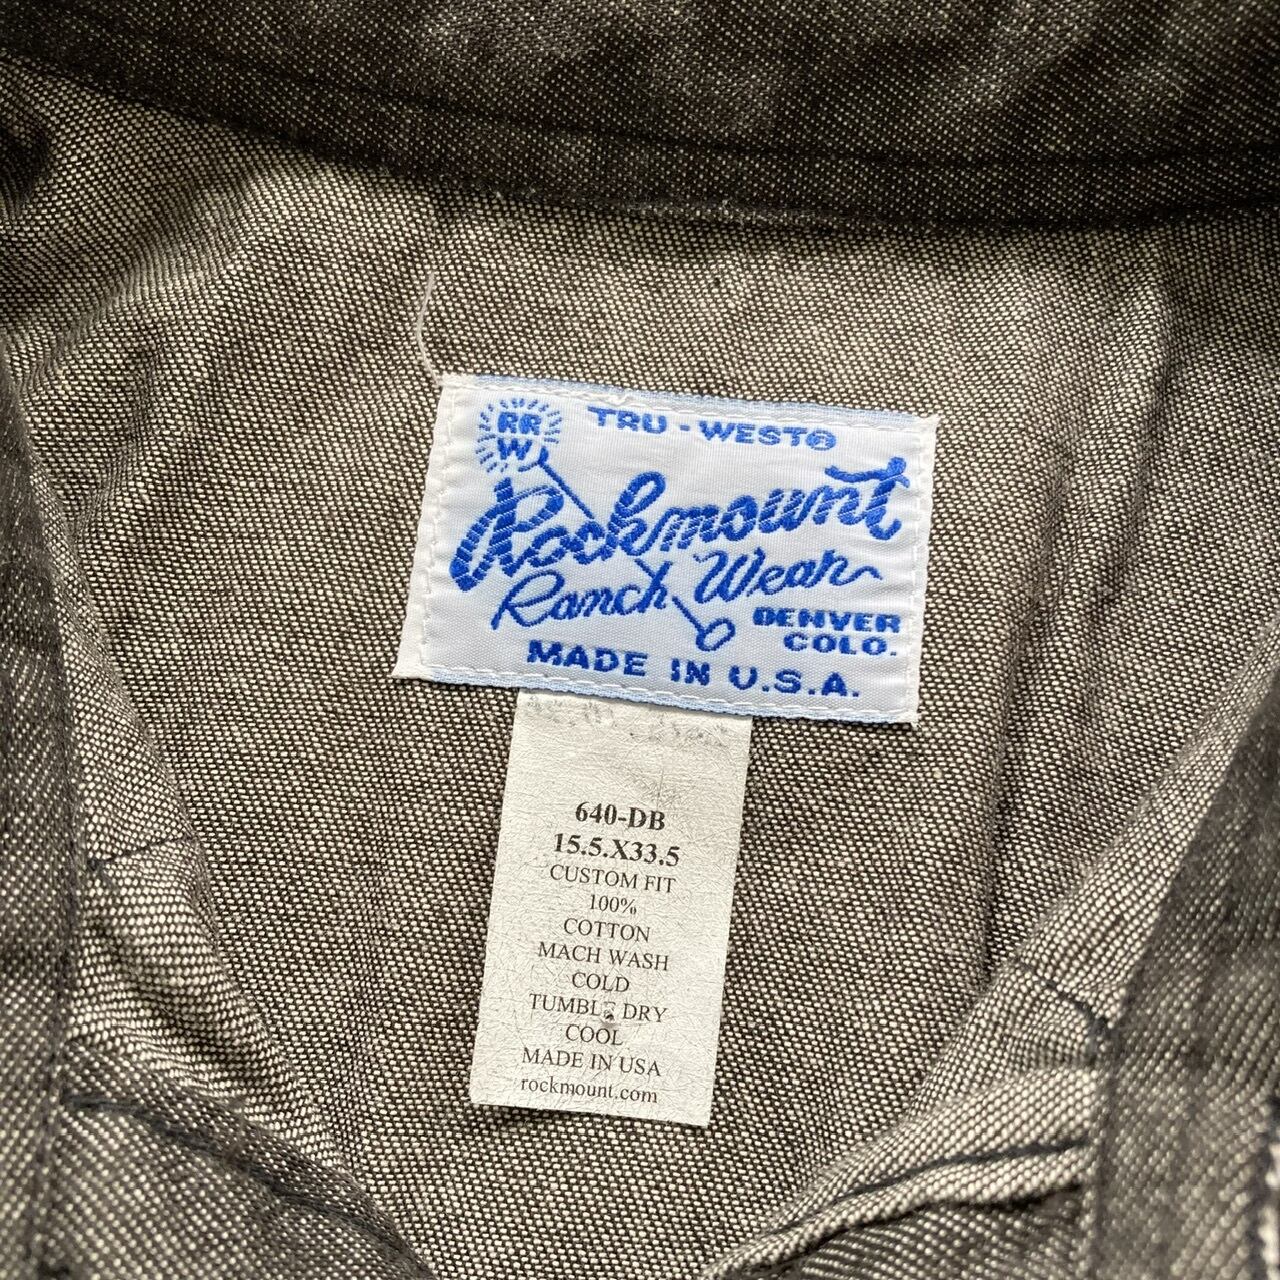 RR
W
TRU-WEST®
Rockmount
Ranch Wear
DENVER
COLO.
MADE IN U.S.A.
640-DB
15.5.X33.5
CUSTOM FIT
100%
COTTON
MACH WASH
COLD
TUMBLE DRY
COOL
MADE IN USA
rockmount.com